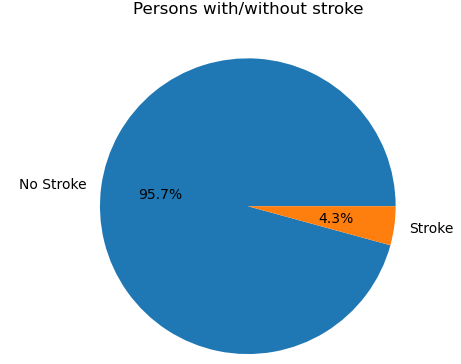 Persons with/without stroke
No Stroke
95.7%
4.3%
Stroke